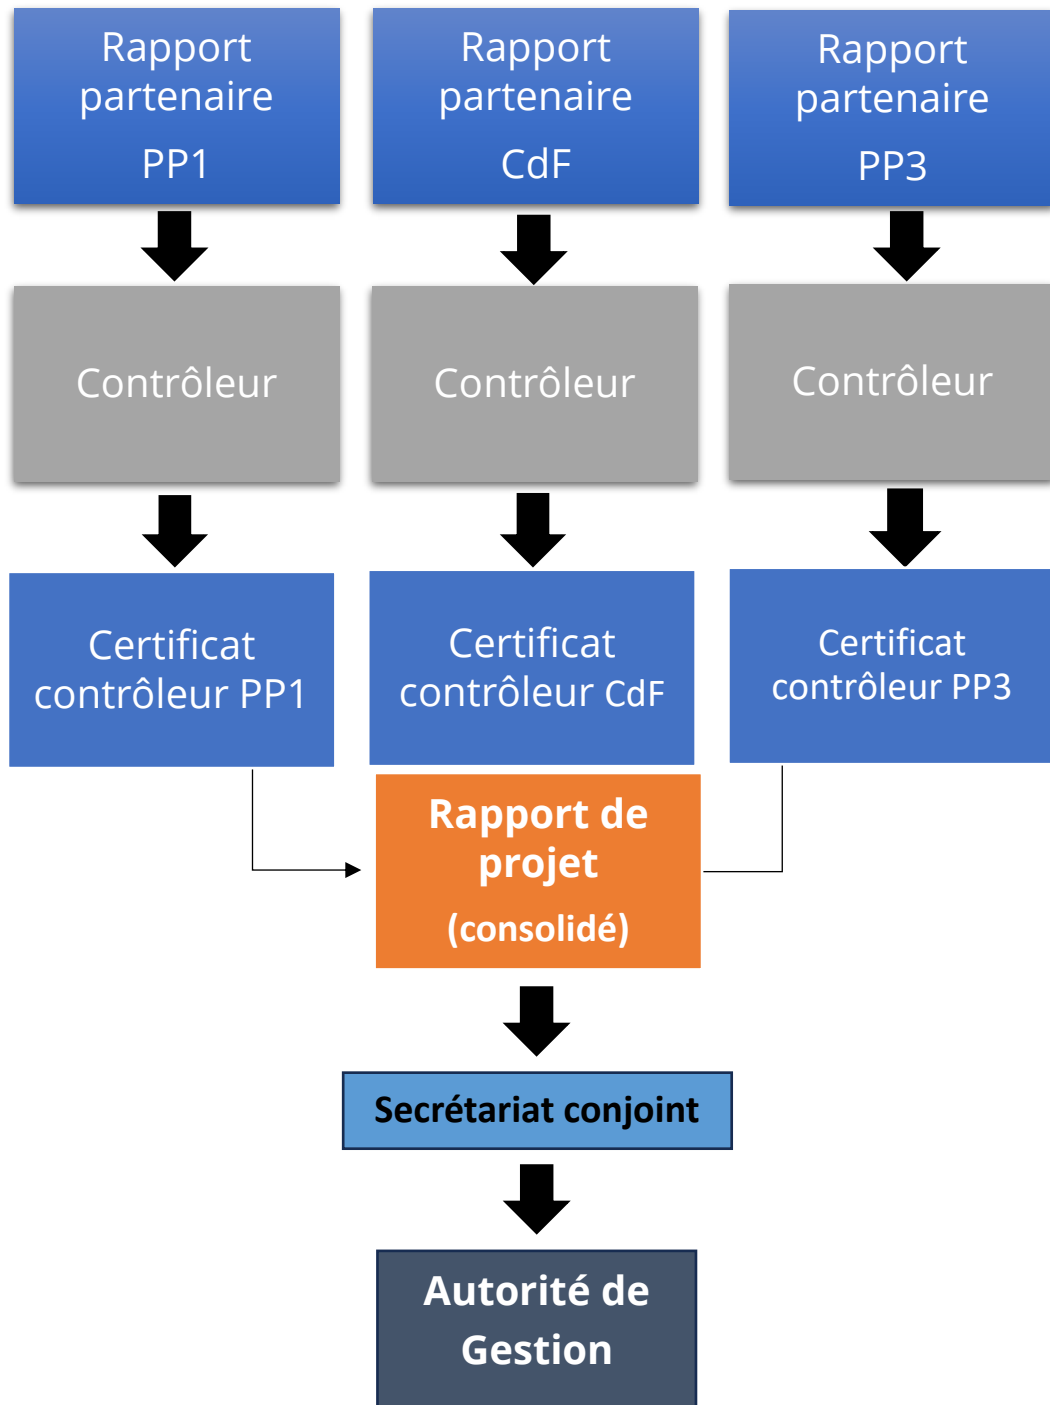 Rapport
partenaire
PP1
Rapport
partenaire
CdF
Rapport
partenaire
PP3
Contrôleur
Contrôleur
Contrôleur
Certificat
contrôleur PP1
Certificat
contrôleur CdF
Certificat
contrôleur PP3
Rapport de
projet
(consolidé)
Secrétariat conjoint
Autorité de
Gestion